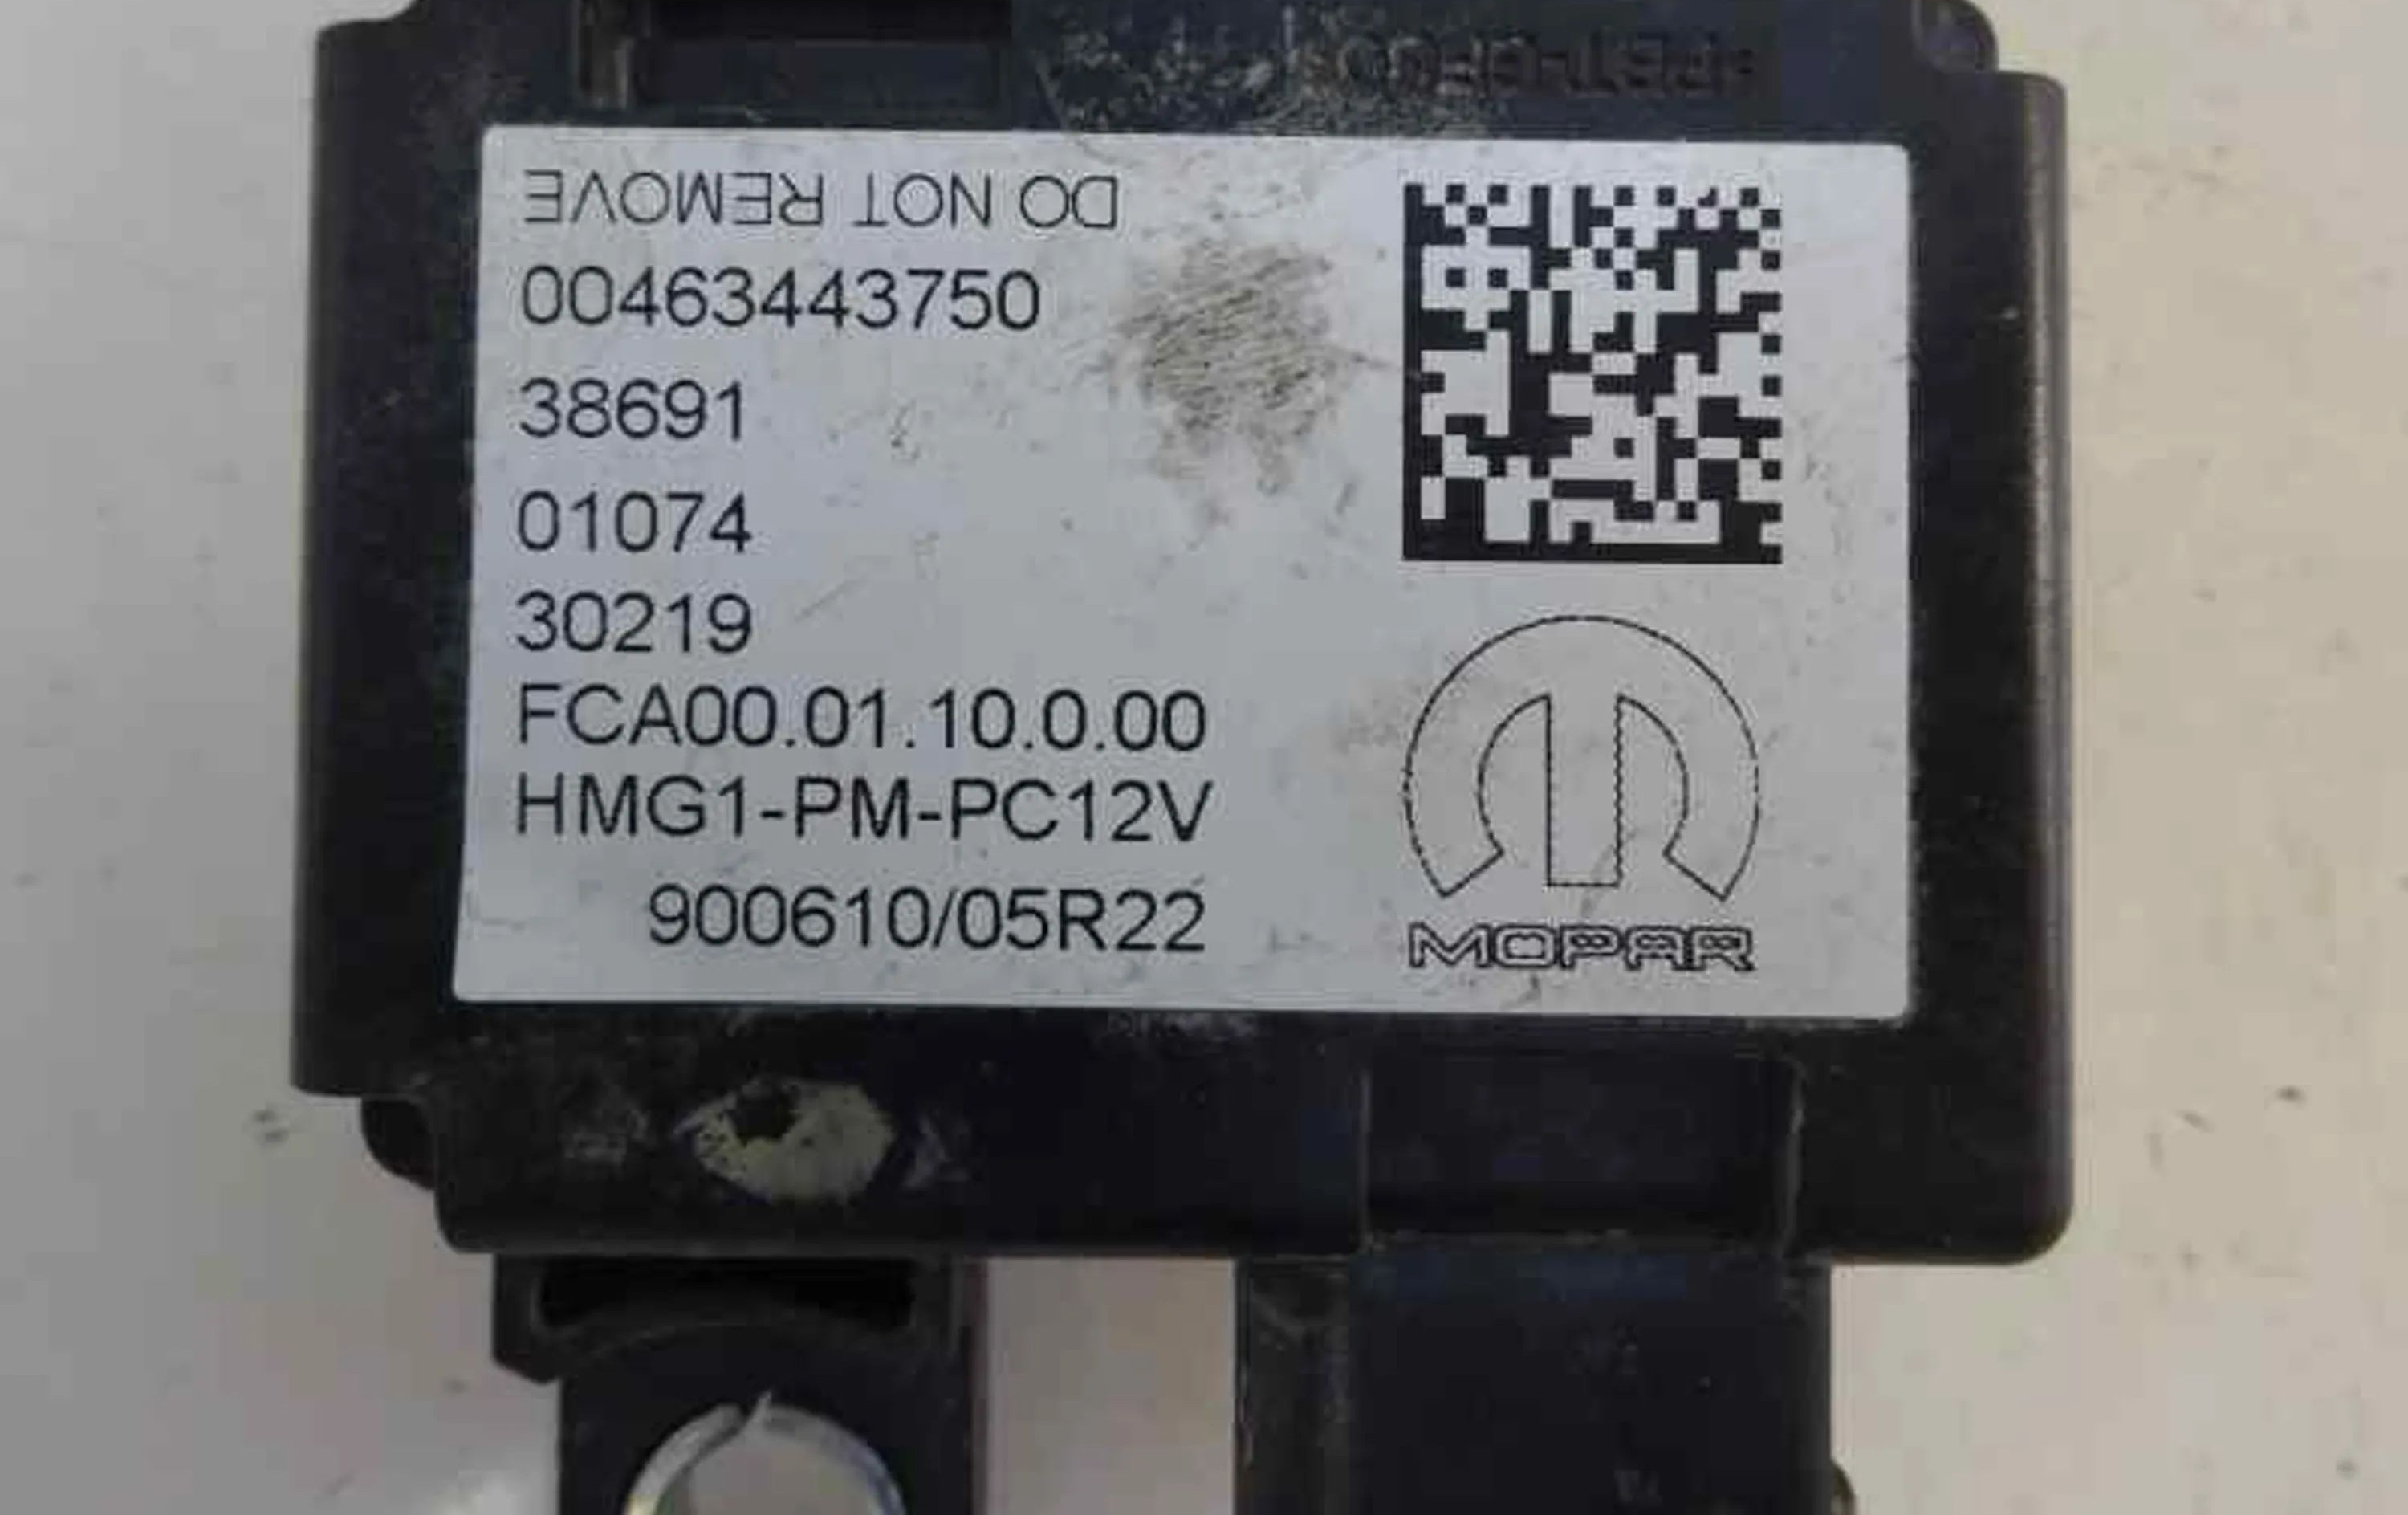 DO NOT REMOVE
00463443750
38691
01074
30219
FCA00.01.10.0.00
HMG1-PM-PC12V
900610/05R22
MOPAR